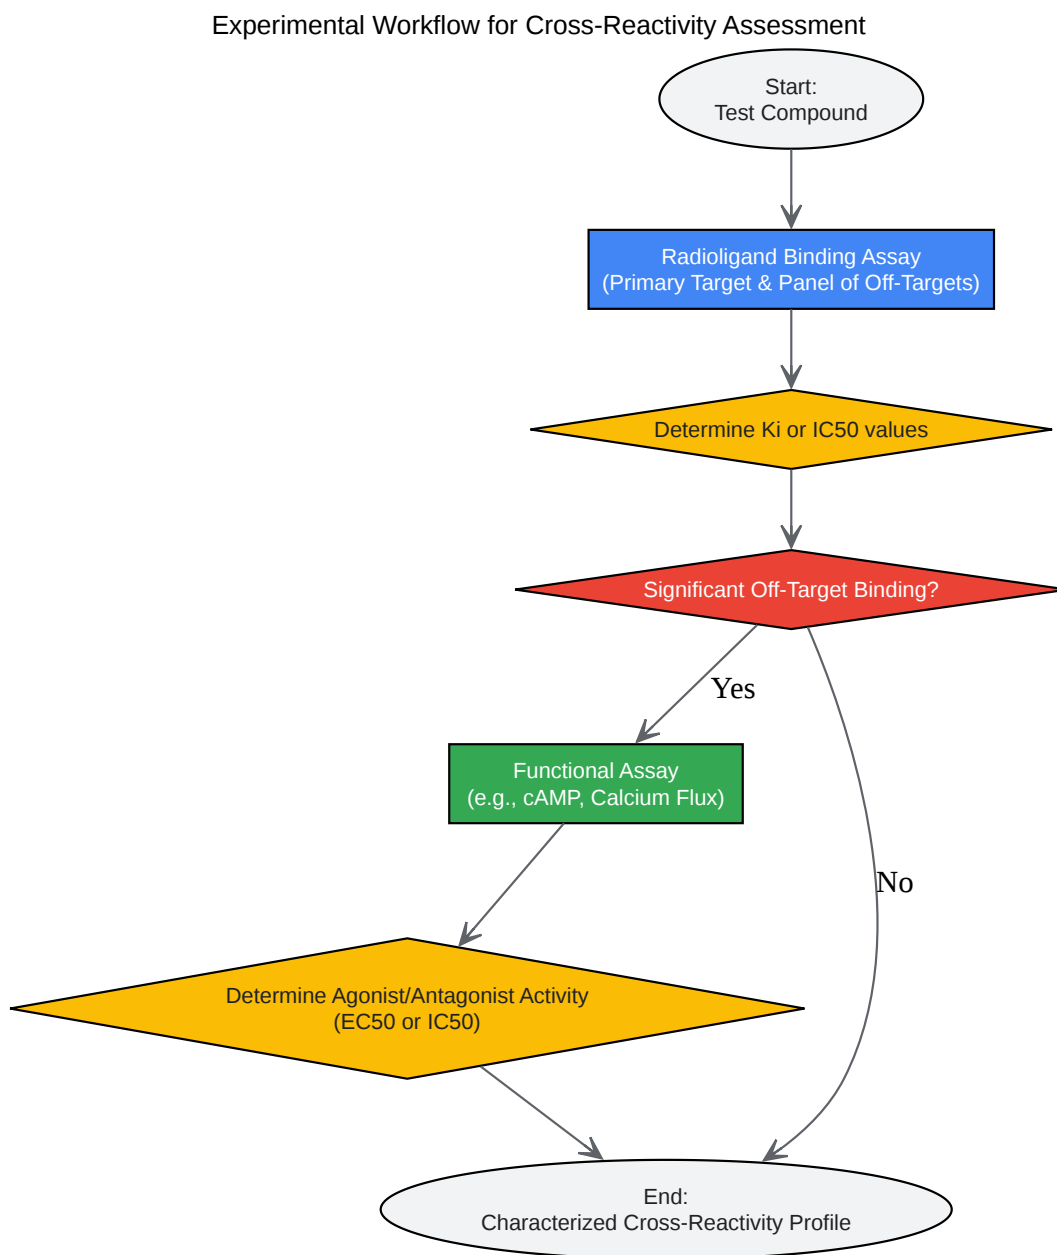 Experimental Workflow for Cross-Reactivity Assessment
Start:
Test Compound
Radioligand Binding Assay
(Primary Target & Panel of Off-Targets)
Determine Ki or IC50 values
Significant Off-Target Binding?
Yes
Functional Assay
(e.g., cAMP, Calcium Flux)
No
Determine Agonist/Antagonist Activity
(EC50 or IC50)
End:
Characterized Cross-Reactivity Profile